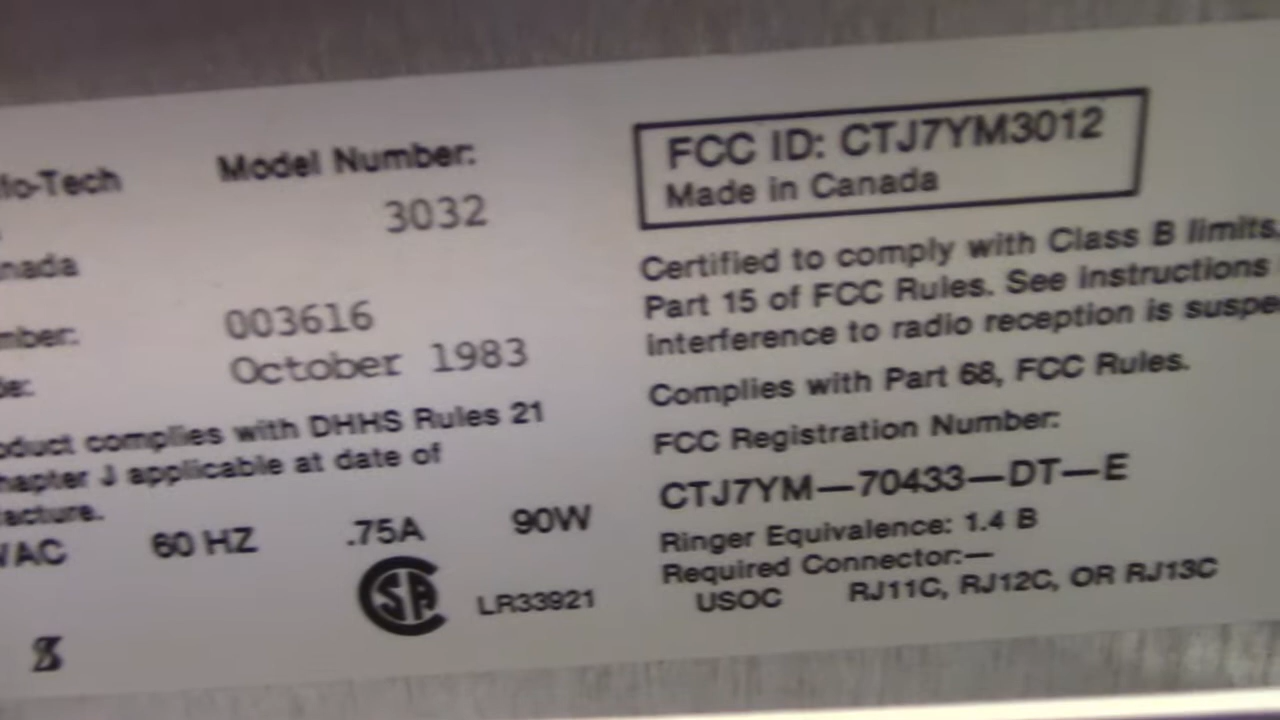 lo-Tech
Model Number:
3032
nada
mber: 003616
October 1983
oduct complies with DHHS Rules 21
hapter J applicable at date of
acture.
VAC 60 HZ .75A 90W
LR33921
8
FCC ID: CTJ7YM3012
Made in Canada
Certified to comply with Class B limits,
Part 15 of FCC Rules. See instructions
interference to radio reception is suspe
Complies with Part 68, FCC Rules.
FCC Registration Number:
CTJ7YM—70433—DT—E
Ringer Equivalence: 1.4 B
Required Connector:—
USOC RJ11C, RJ12C, OR RJ13C